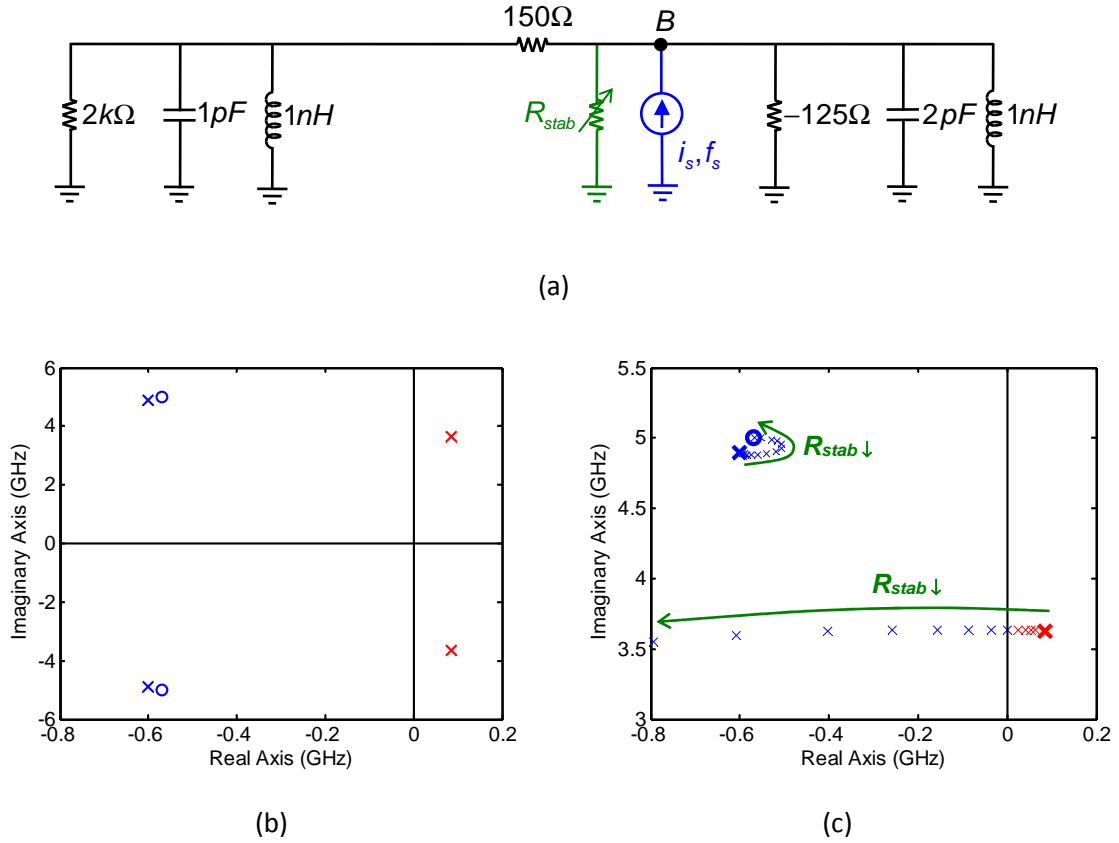 150Ω
B
2kΩ
1pF
1nH
R_stab
i_s, f_s
−125Ω
2pF
1nH
(a)
6
4
2
0
-2
-4
-6
Imaginary Axis (GHz)
-0.8
-0.6
-0.4
-0.2
0
0.2
Real Axis (GHz)
(b)
5.5
5
4.5
4
3.5
3
Imaginary Axis (GHz)
R_stab ↓
R_stab ↓
-0.8
-0.6
-0.4
-0.2
0
0.2
Real Axis (GHz)
(c)